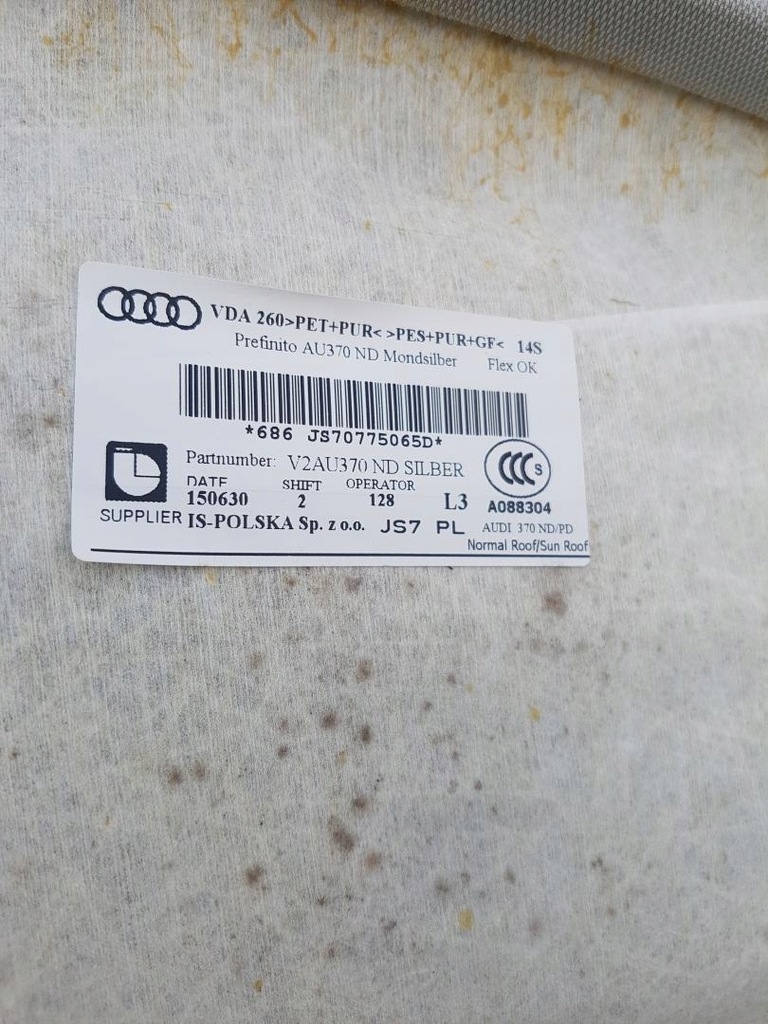 VDA 260>PET+PUR< >PES+PUR+GF< 14S
Prefinito AU370 ND Mondsilber Flex OK
*686 JS70775065D*
Partnumber: V2AU370 ND SILBER
CCC S
DATE SHIFT OPERATOR
150630 2 128 L3 A088304
SUPPLIER IS-POLSKA Sp. z o.o. JS7 PL AUDI 370 ND/PD
Normal Roof/Sun Roof